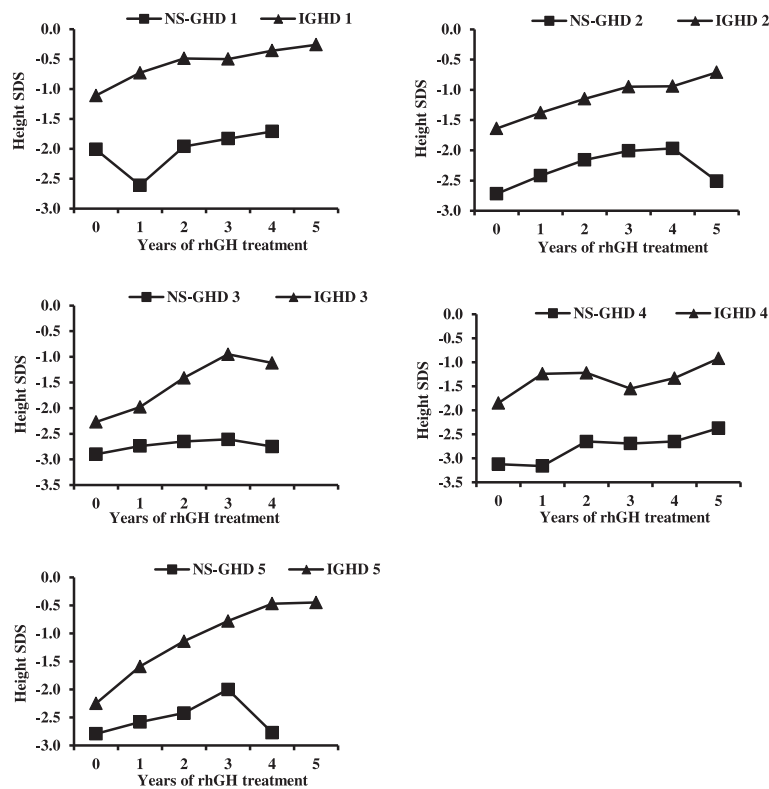 NS-GHD 1 IGHD 1
Height SDS
0.0
-0.5
-1.0
-1.5
-2.0
-2.5
-3.0
0 1 2 3 4 5
Years of rhGH treatment
NS-GHD 2 IGHD 2
Height SDS
0.0
-0.5
-1.0
-1.5
-2.0
-2.5
-3.0
0 1 2 3 4 5
Years of rhGH treatment
NS-GHD 3 IGHD 3
Height SDS
0.0
-0.5
-1.0
-1.5
-2.0
-2.5
-3.0
-3.5
0 1 2 3 4
Years of rhGH treatment
NS-GHD 4 IGHD 4
Height SDS
0.0
-0.5
-1.0
-1.5
-2.0
-2.5
-3.0
-3.5
0 1 2 3 4 5
Years of rhGH treatment
NS-GHD 5 IGHD 5
Height SDS
0.0
-0.5
-1.0
-1.5
-2.0
-2.5
-3.0
0 1 2 3 4 5
Years of rhGH treatment